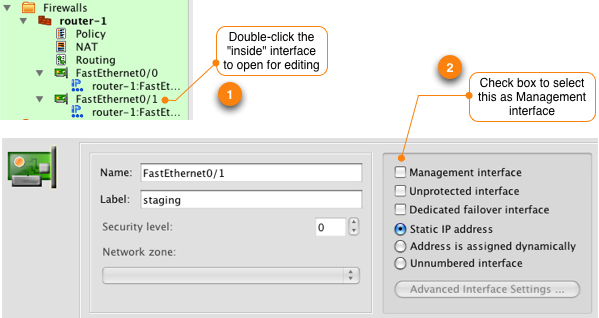 Firewalls
router-1
Policy
NAT
Routing
FastEthernet0/0
router-1:FastEt...
FastEthernet0/1
router-1:FastEt...
Double-click the
"inside" interface
to open for editing
1
2
Check box to select
this as Management
interface
Name: FastEthernet0/1
Label: staging
Security level: 0
Network zone:
Management interface
Unprotected interface
Dedicated failover interface
Static IP address
Address is assigned dynamically
Unnumbered interface
Advanced Interface Settings ...